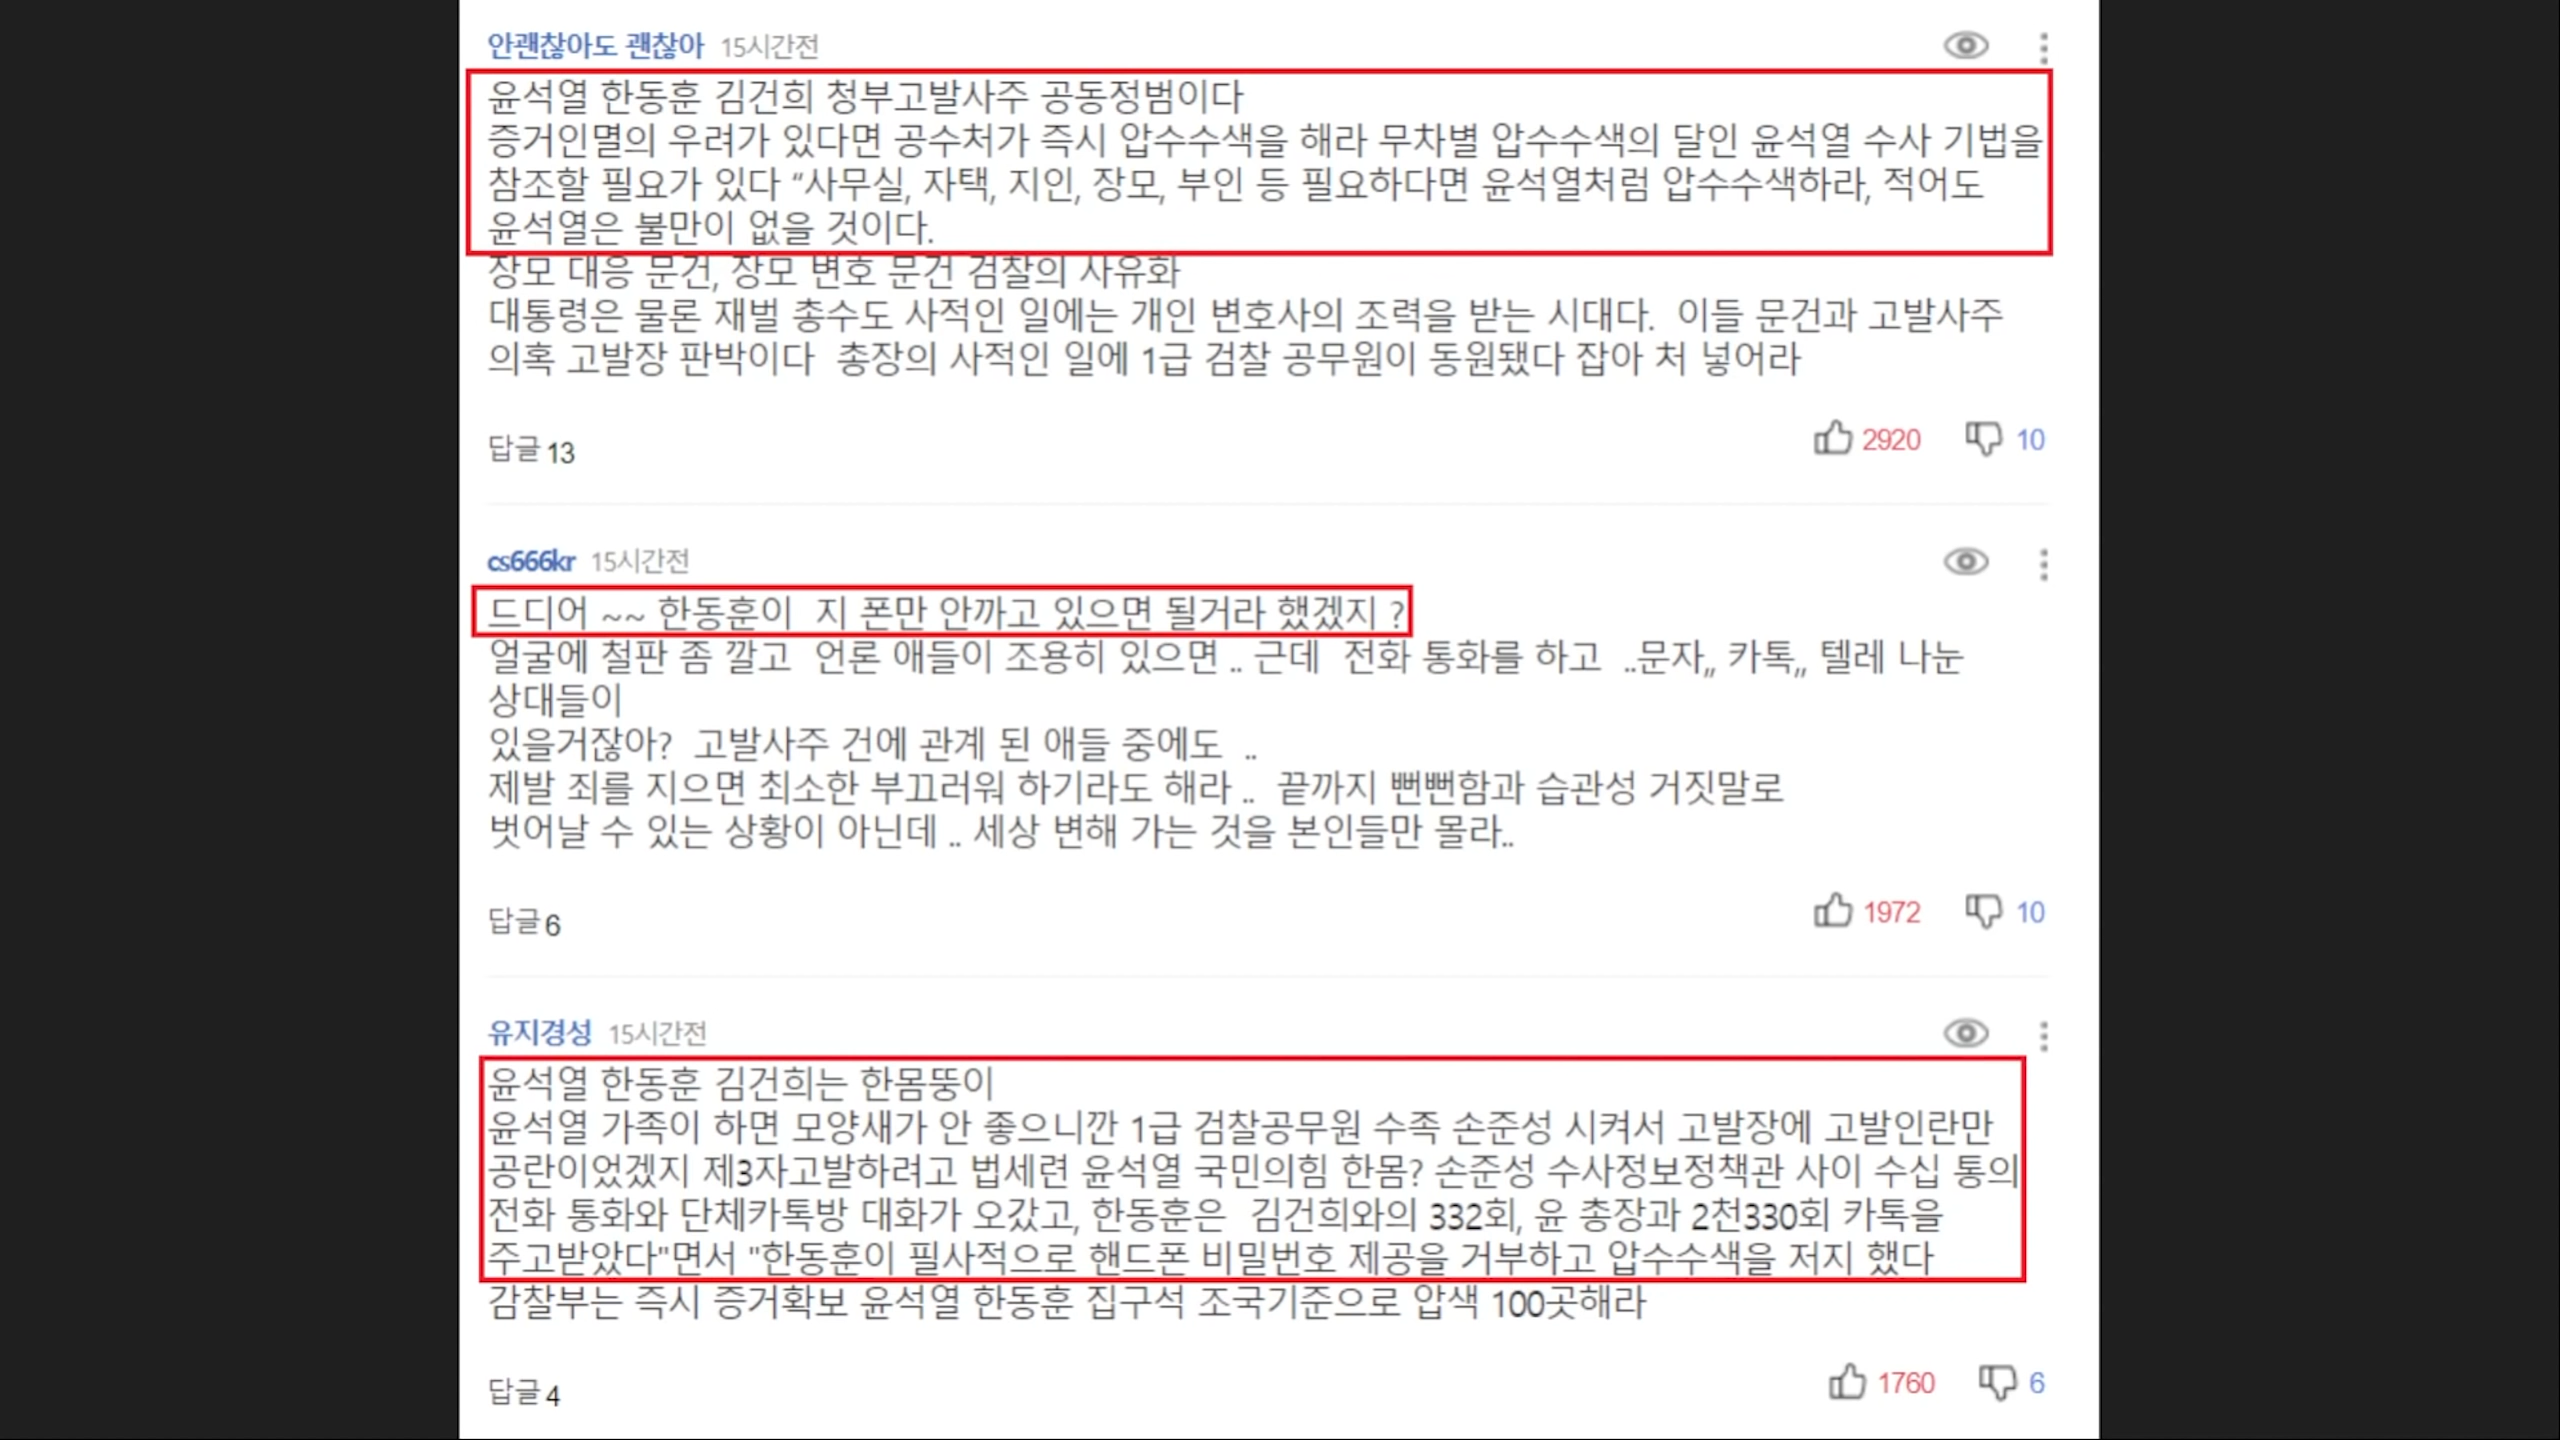 안괜찮아도 괜찮아 15시간전
윤석열 한동훈 김건희 청부고발사주 공동정범이다
증거인멸의 우려가 있다면 공수처가 즉시 압수수색을 해라 무차별 압수수색의 달인 윤석열 수사 기법을
참조할 필요가 있다 “사무실, 자택, 지인, 장모, 부인 등 필요하다면 윤석열처럼 압수수색하라, 적어도
윤석열은 불만이 없을 것이다.
장모 대응 문건, 장모 변호 문건 검찰의 사유화
대통령은 물론 재벌 총수도 사적인 일에는 개인 변호사의 조력을 받는 시대다. 이들 문건과 고발사주
의혹 고발장 판박이다 총장의 사적인 일에 1급 검찰 공무원이 동원됐다 잡아 처 넣어라
답글 13 2920 10
cs666kr 15시간전
드디어 ~~ 한동훈이 지 폰만 안까고 있으면 될거라 했겠지 ?
얼굴에 철판 좀 깔고 언론 애들이 조용히 있으면 .. 근데 전화 통화를 하고 ..문자,, 카톡,, 텔레 나눈
상대들이
있을거잖아? 고발사주 건에 관계 된 애들 중에도 ..
제발 죄를 지으면 최소한 부끄러워 하기라도 해라 .. 끝까지 뻔뻔함과 습관성 거짓말로
벗어날 수 있는 상황이 아닌데 .. 세상 변해 가는 것을 본인들만 몰라..
답글 6 1972 10
유지경성 15시간전
윤석열 한동훈 김건희는 한몸뚱이
윤석열 가족이 하면 모양새가 안 좋으니깐 1급 검찰공무원 수족 손준성 시켜서 고발장에 고발인란만
공란이었겠지 제3자고발하려고 법세련 윤석열 국민의힘 한몸? 손준성 수사정보정책관 사이 수십 통의
전화 통화와 단체카톡방 대화가 오갔고, 한동훈은 김건희와의 332회, 윤 총장과 2천330회 카톡을
주고받았다"면서 "한동훈이 필사적으로 핸드폰 비밀번호 제공을 거부하고 압수수색을 저지 했다
감찰부는 즉시 증거확보 윤석열 한동훈 집구석 조국기준으로 압색 100곳해라
답글 4 1760 6